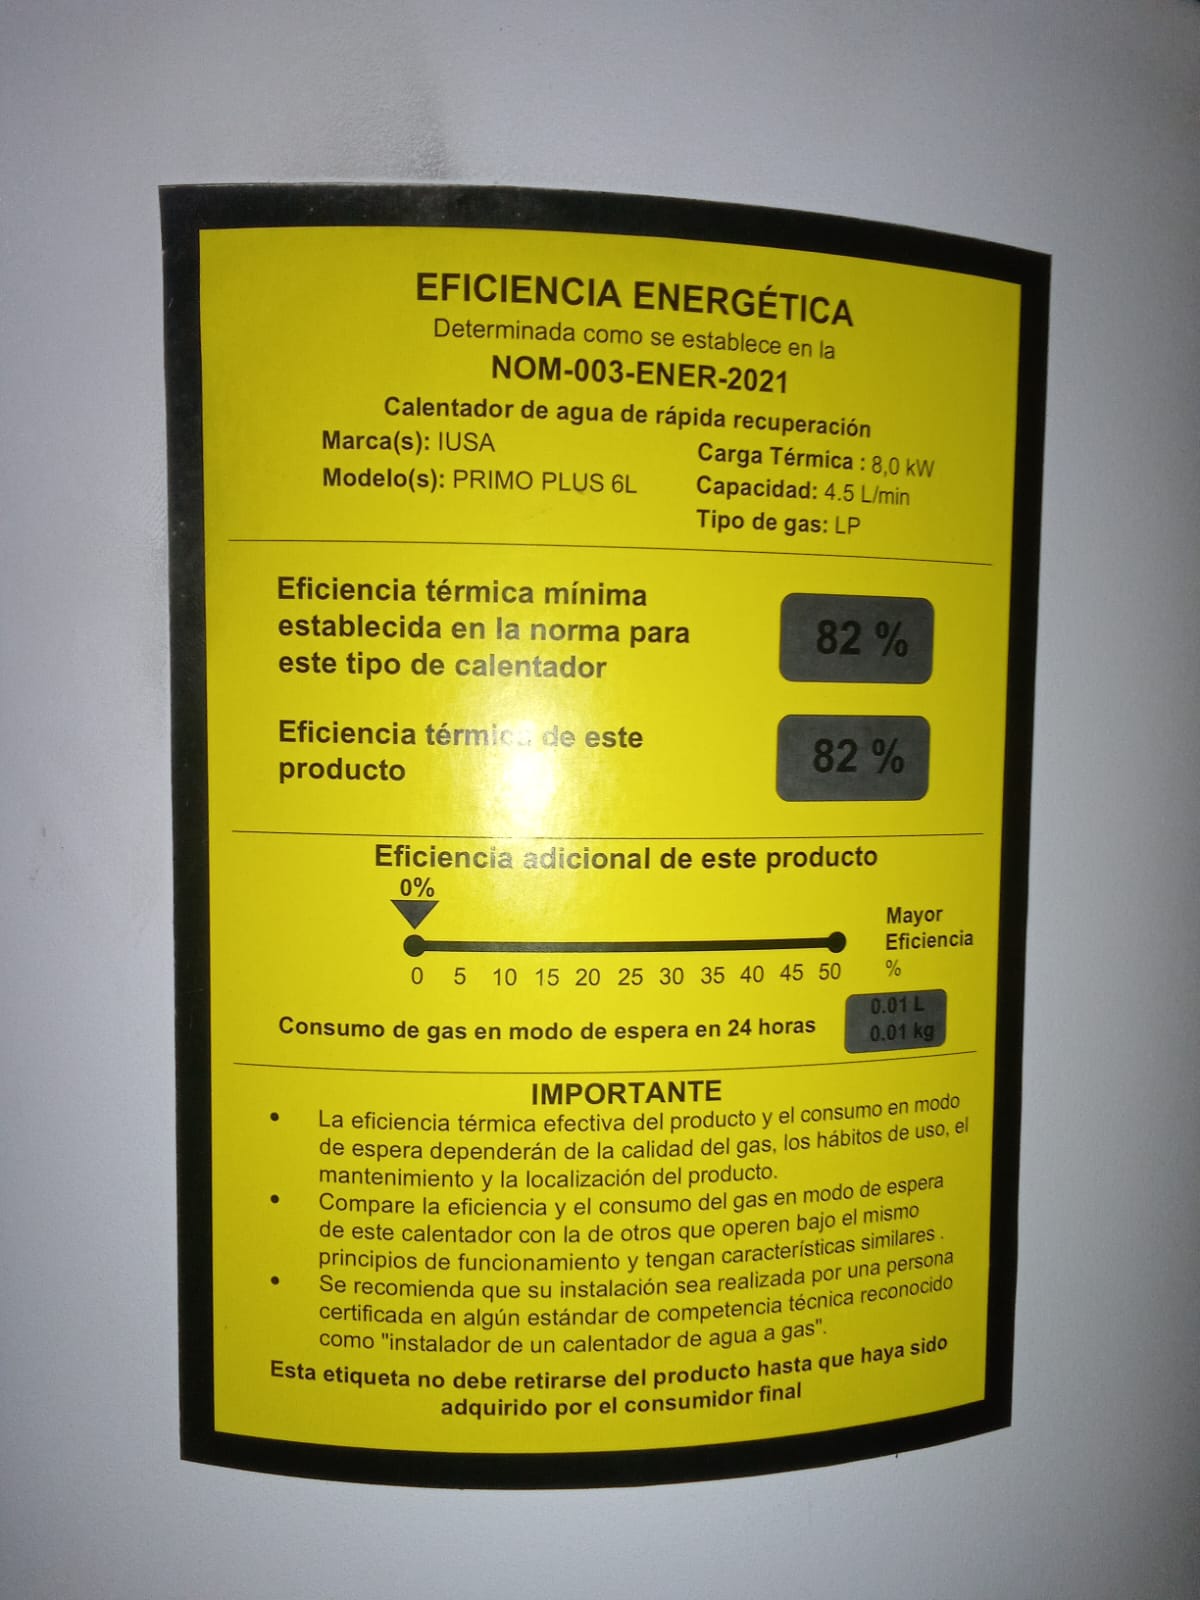 EFICIENCIA ENERGÉTICA
Determinada como se establece en la
NOM-003-ENER-2021
Calentador de agua de rápida recuperación
Marca(s): IUSA
Modelo(s): PRIMO PLUS 6L
Carga Térmica : 8,0 kW
Capacidad: 4.5 L/min
Tipo de gas: LP
Eficiencia térmica mínima
establecida en la norma para
este tipo de calentador
82 %
Eficiencia térmica de este
producto
82 %
Eficiencia adicional de este producto
0%
0 5 10 15 20 25 30 35 40 45 50
Mayor
Eficiencia
%
Consumo de gas en modo de espera en 24 horas
0.01 L
0.01 kg
IMPORTANTE
• La eficiencia térmica efectiva del producto y el consumo en modo
de espera dependerán de la calidad del gas, los hábitos de uso, el
mantenimiento y la localización del producto.
• Compare la eficiencia y el consumo del gas en modo de espera
de este calentador con la de otros que operen bajo el mismo
principios de funcionamiento y tengan características similares .
• Se recomienda que su instalación sea realizada por una persona
certificada en algún estándar de competencia técnica reconocido
como "instalador de un calentador de agua a gas".
Esta etiqueta no debe retirarse del producto hasta que haya sido
adquirido por el consumidor final